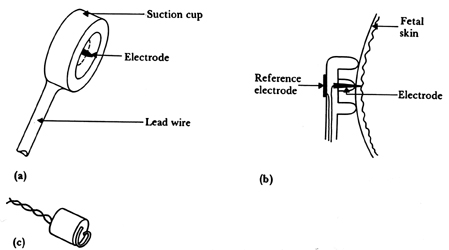 Suction cup
Electrode
Lead wire
(a)
Fetal
skin
Reference
electrode
Electrode
(b)
(c)